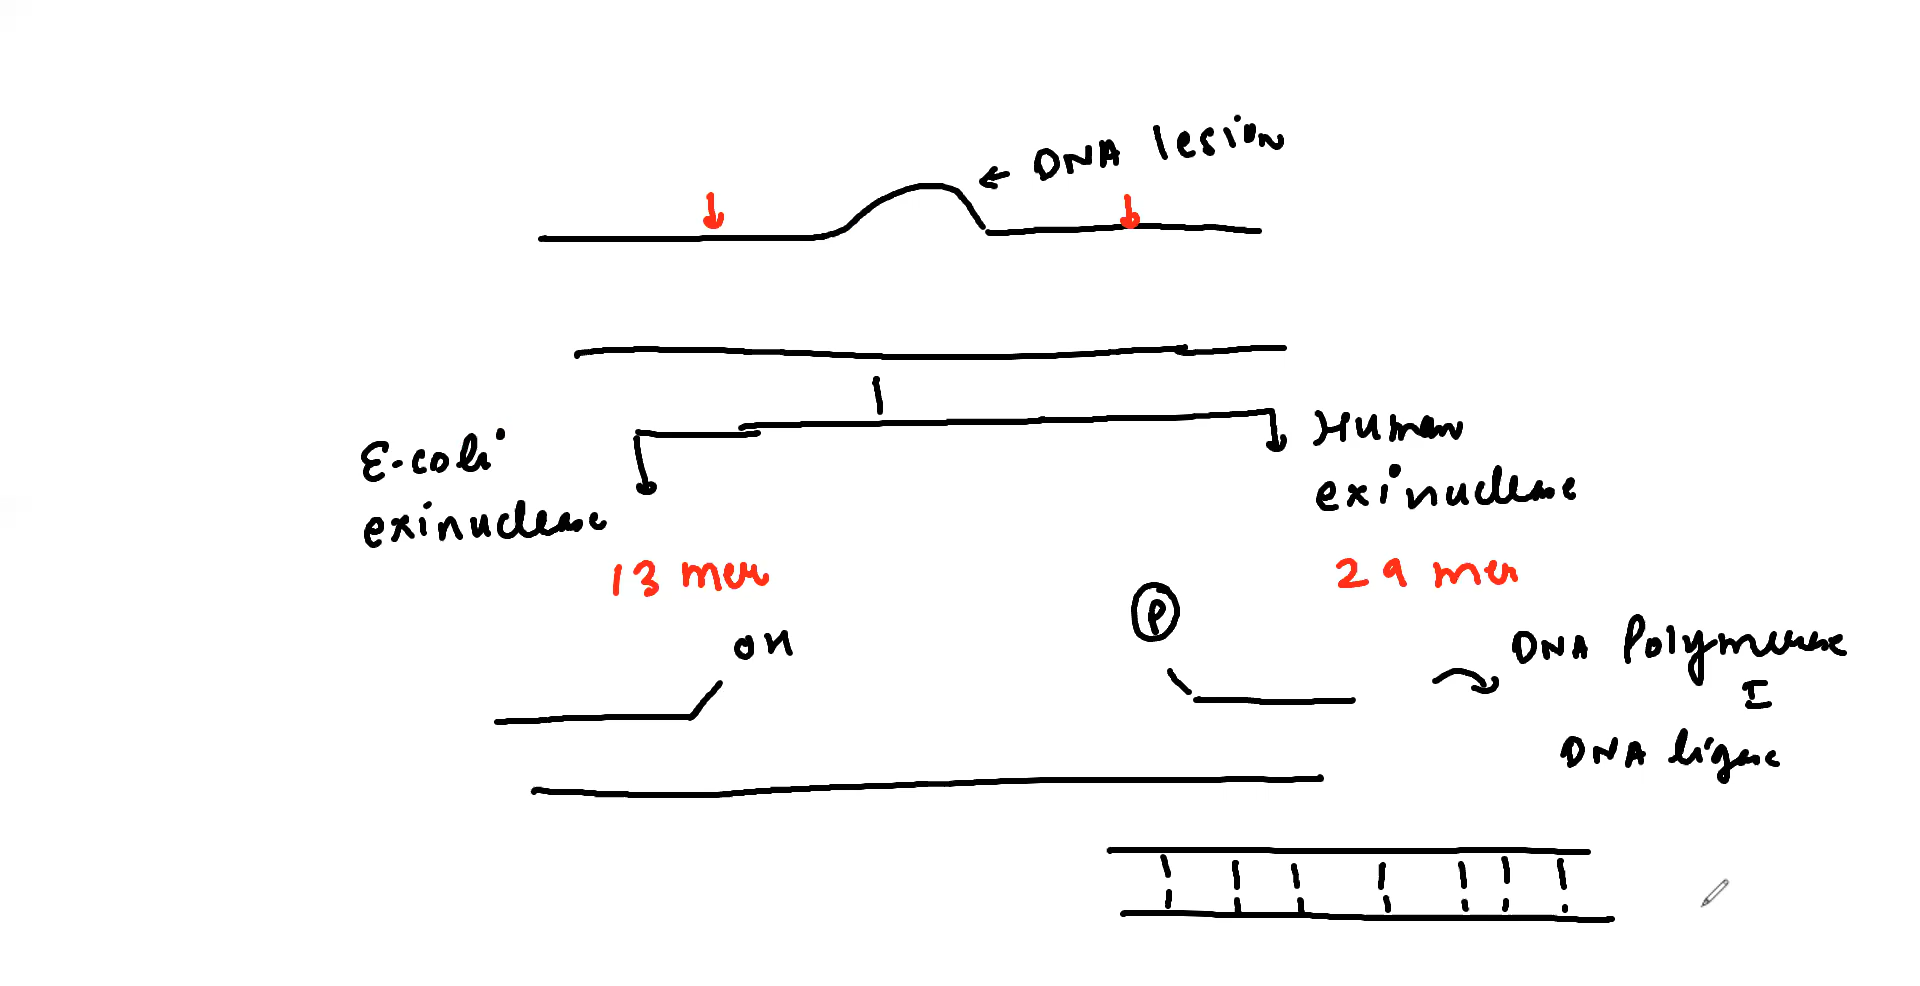 DNA lesion
E-coli
exinuclease
Human
exinuclease
13 mer
29 mer
OH
P
DNA Polymerase
I
DNA ligase